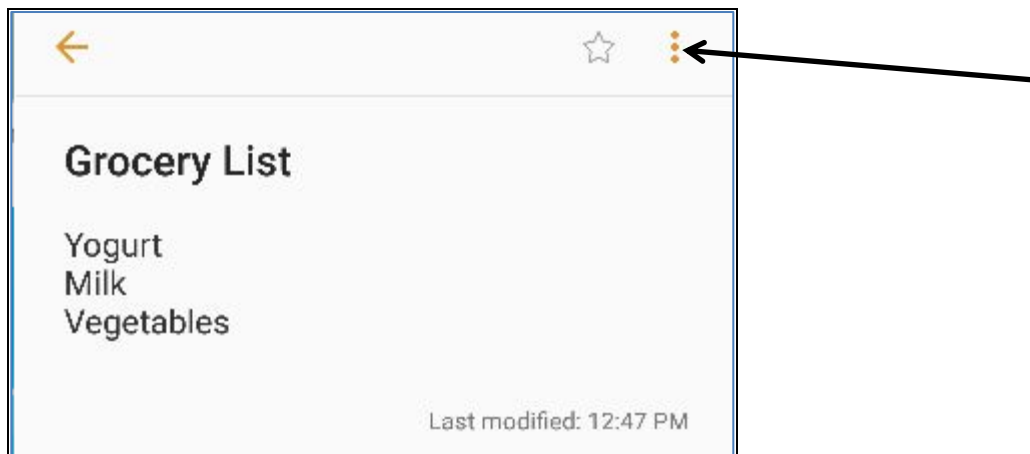 Grocery List
Yogurt
Milk
Vegetables
Last modified: 12:47 PM